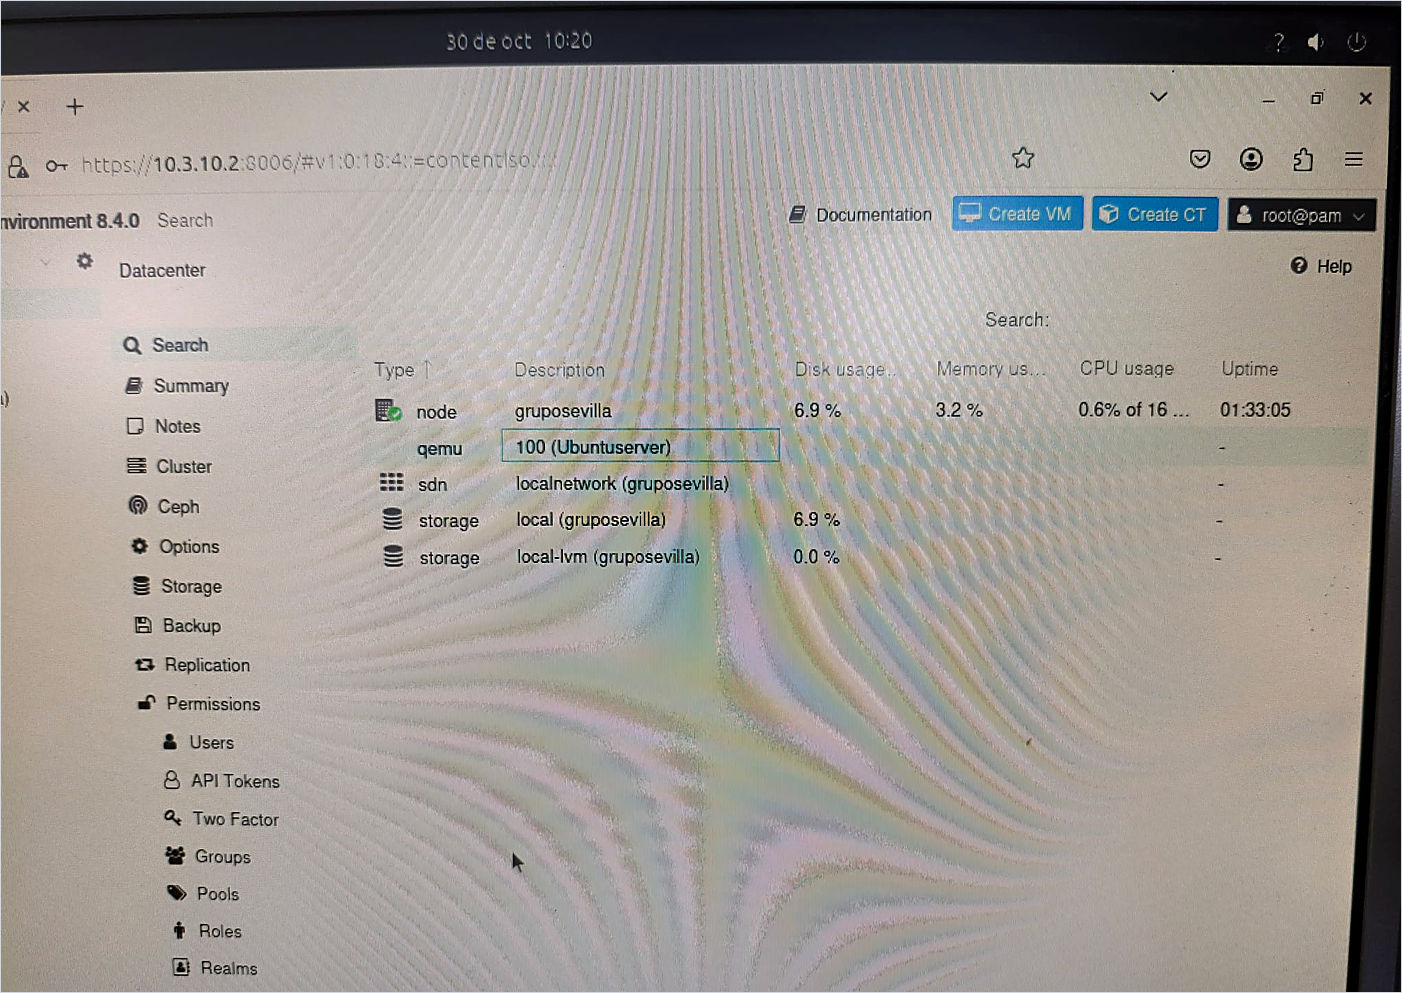 30 de oct 10:20
https://10.3.10.2:8006/#v1:0:18:4:::=contentIso::::
nvironment 8.4.0 Search
Documentation Create VM Create CT root@pam
Datacenter
Help
Search:
Search
Summary
Notes
Cluster
Ceph
Options
Storage
Backup
Replication
Permissions
Users
API Tokens
Two Factor
Groups
Pools
Roles
Realms
Type ↑ Description Disk usage... Memory us... CPU usage Uptime
node gruposevilla 6.9 % 3.2 % 0.6% of 16 ... 01:33:05
qemu 100 (Ubuntuserver) -
sdn localnetwork (gruposevilla) -
storage local (gruposevilla) 6.9 % -
storage local-lvm (gruposevilla) 0.0 % -